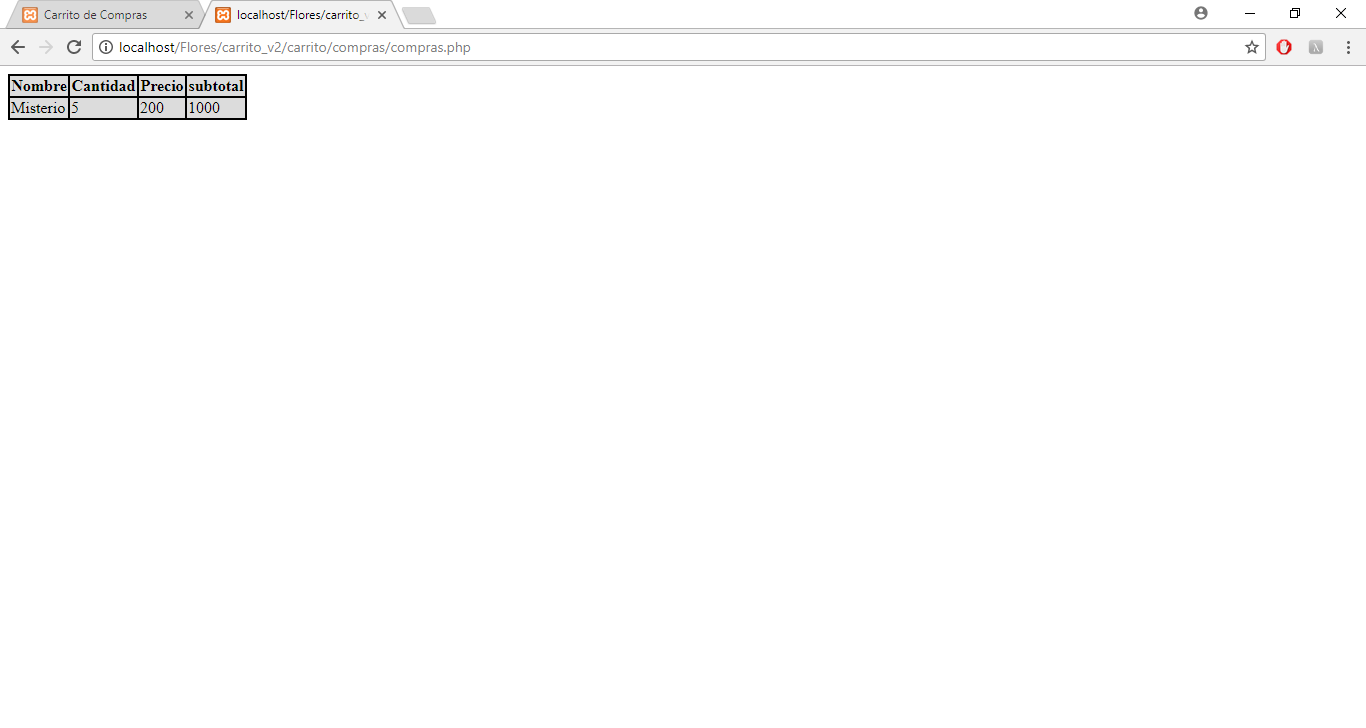 Carrito de Compras
localhost/Flores/carrito_v
localhost/Flores/carrito_v2/carrito/compras/compras.php
Nombre Cantidad Precio subtotal
Misterio 5 200 1000